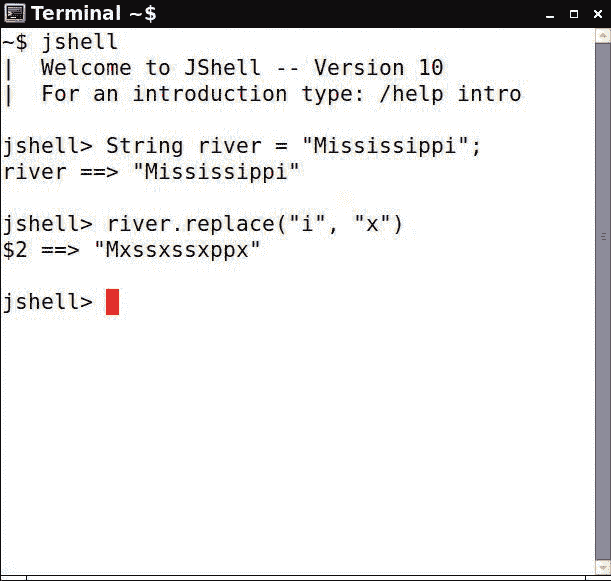 Terminal ~$
~$ jshell
|  Welcome to JShell -- Version 10
|  For an introduction type: /help intro
jshell> String river = "Mississippi";
river ==> "Mississippi"
jshell> river.replace("i", "x")
$2 ==> "Mxssxssxppx"
jshell>